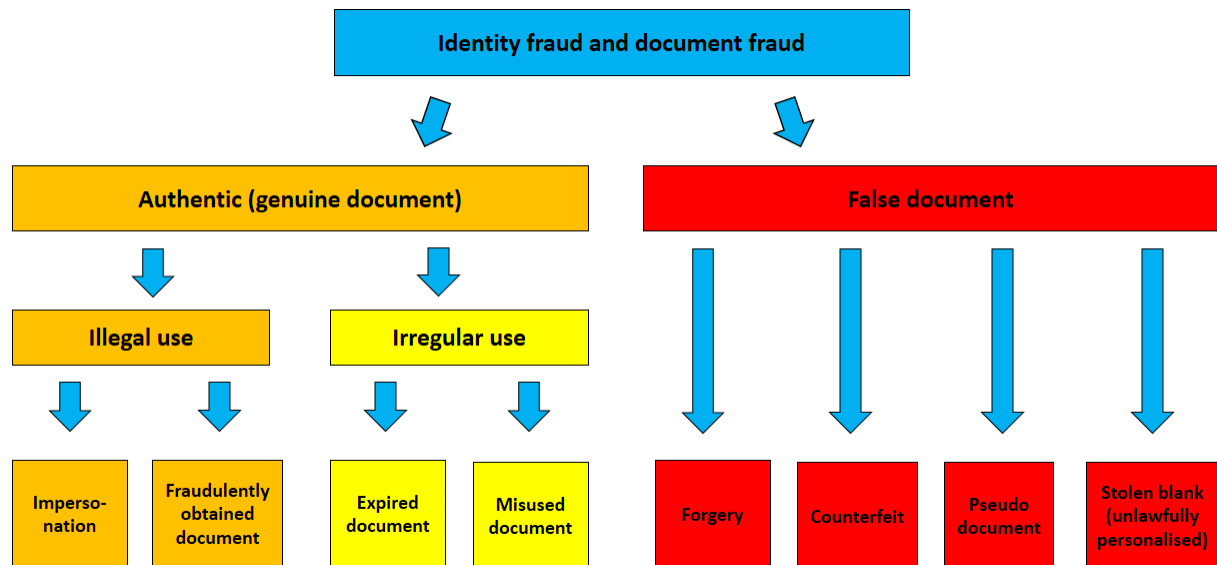 Identity fraud and document fraud
Authentic (genuine document)
False document
Illegal use
Irregular use
Imperso-
nation
Fraudulently
obtained
document
Expired
document
Misused
document
Forgery
Counterfeit
Pseudo
document
Stolen blank
(unlawfully
personalised)